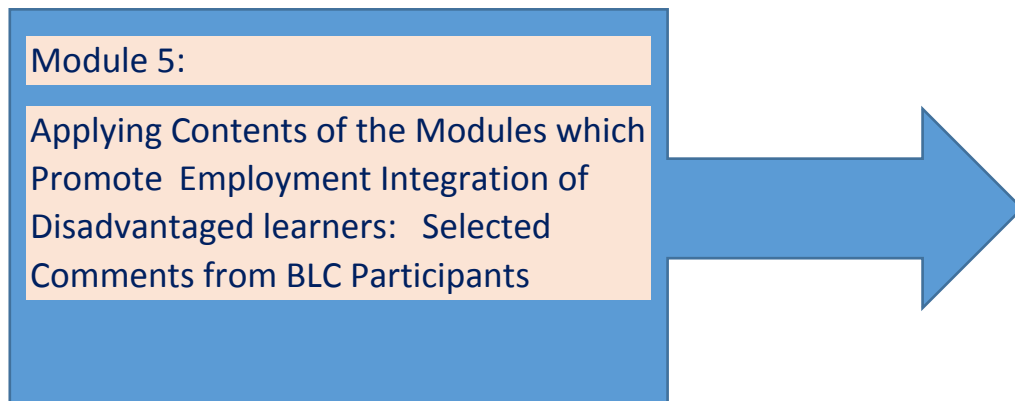 Module 5:
Applying Contents of the Modules which
Promote  Employment Integration of
Disadvantaged learners:   Selected
Comments from BLC Participants